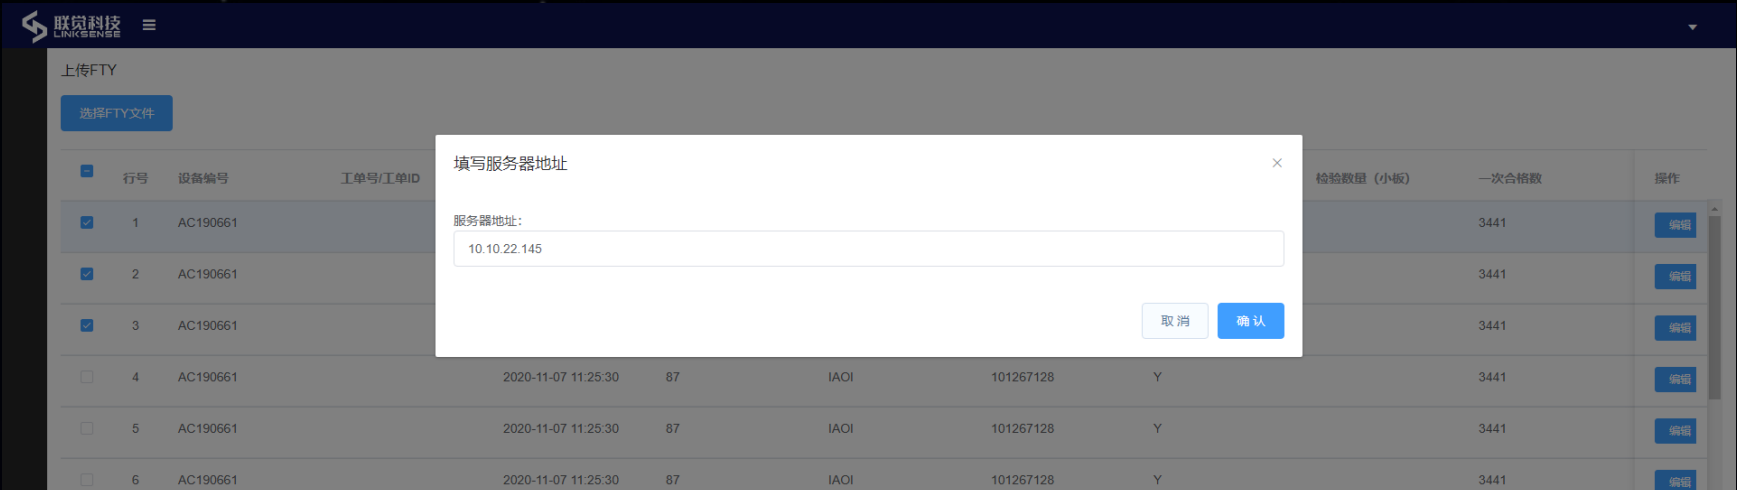 联觉科技
LINKSENSE
上传FTY
选择FTY文件
行号 设备编号 工单号/工单ID 检验数量（小板） 一次合格数 操作
填写服务器地址
服务器地址：
10.10.22.145
取消 确认
1 AC190661 3441 编辑
2 AC190661 3441 编辑
3 AC190661 3441 编辑
4 AC190661 2020-11-07 11:25:30 87 IAOI 101267128 Y 3441 编辑
5 AC190661 2020-11-07 11:25:30 87 IAOI 101267128 Y 3441 编辑
6 AC190661 2020-11-07 11:25:30 87 IAOI 101267128 Y 3441 编辑